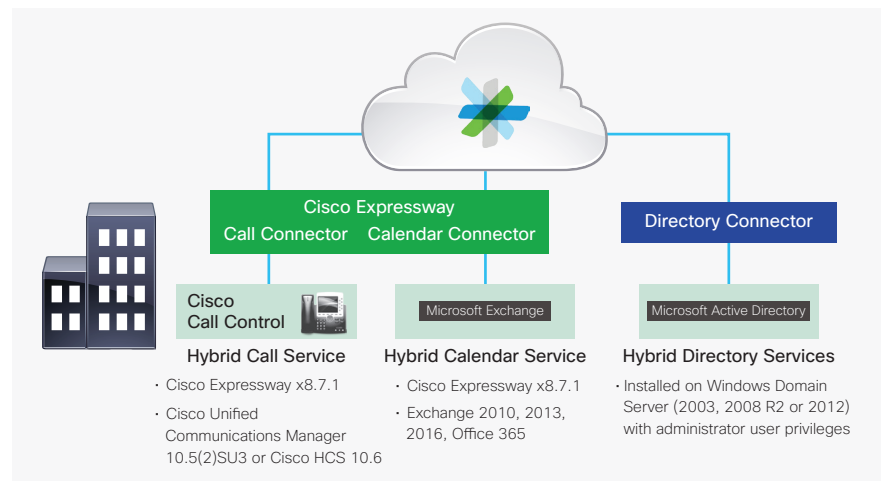 Cisco Expressway
Call Connector Calendar Connector
Directory Connector
Cisco
Call Control
Microsoft Exchange
Microsoft Active Directory
Hybrid Call Service
· Cisco Expressway x8.7.1
· Cisco Unified
Communications Manager
10.5(2)SU3 or Cisco HCS 10.6
Hybrid Calendar Service
· Cisco Expressway x8.7.1
· Exchange 2010, 2013,
2016, Office 365
Hybrid Directory Services
· Installed on Windows Domain
Server (2003, 2008 R2 or 2012)
with administrator user privileges